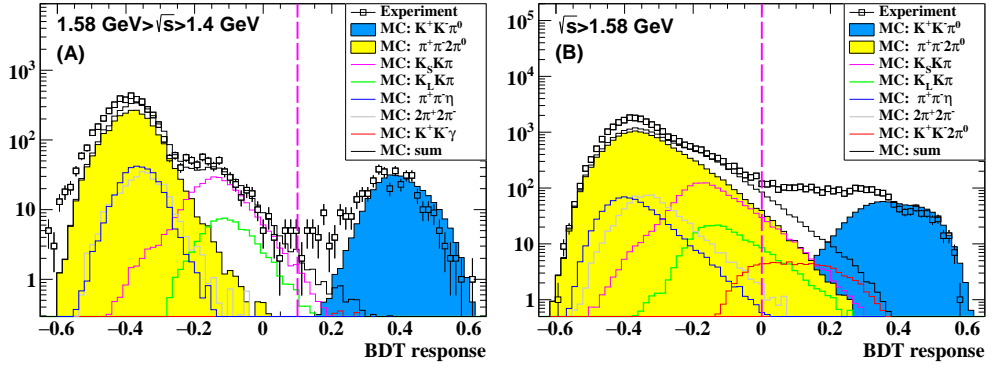 1.58 GeV>√s>1.4 GeV
(A)
Experiment
MC: K⁺K⁻π⁰
MC: π⁺π⁻2π⁰
MC: K_SKπ
MC: K_LKπ
MC: π⁺π⁻η
MC: 2π⁺2π⁻
MC: K⁺K⁻γ
MC: sum
10³
10²
10
1
−0.6 −0.4 −0.2 0 0.2 0.4 0.6
BDT response
√s>1.58 GeV
(B)
Experiment
MC: K⁺K⁻π⁰
MC: π⁺π⁻2π⁰
MC: K_SKπ
MC: K_LKπ
MC: π⁺π⁻η
MC: 2π⁺2π⁻
MC: K⁺K⁻2π⁰
MC: sum
10⁵
10⁴
10³
10²
10
1
−0.6 −0.4 −0.2 0 0.2 0.4 0.6
BDT response